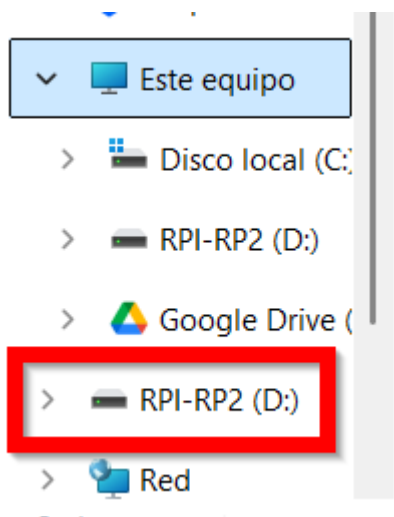 Este equipo
Disco local (C:)
RPI-RP2 (D:)
Google Drive (
RPI-RP2 (D:)
Red